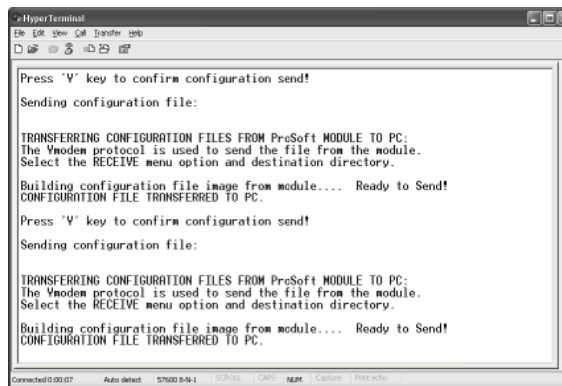 HyperTerminal
File Edit View Call Transfer Help
Press 'Y' key to confirm configuration send!
Sending configuration file:
TRANSFERRING CONFIGURATION FILES FROM ProSoft MODULE TO PC:
The Ymodem protocol is used to send the file from the module.
Select the RECEIVE menu option and destination directory.
Building configuration file image from module.... Ready to Send!
CONFIGURATION FILE TRANSFERRED TO PC.
Press 'Y' key to confirm configuration send!
Sending configuration file:
TRANSFERRING CONFIGURATION FILES FROM ProSoft MODULE TO PC:
The Ymodem protocol is used to send the file from the module.
Select the RECEIVE menu option and destination directory.
Building configuration file image from module.... Ready to Send!
CONFIGURATION FILE TRANSFERRED TO PC.
Connected 0:00:07 Auto detect 57600 8-N-1 SCROLL CAPS NUM Capture Print echo